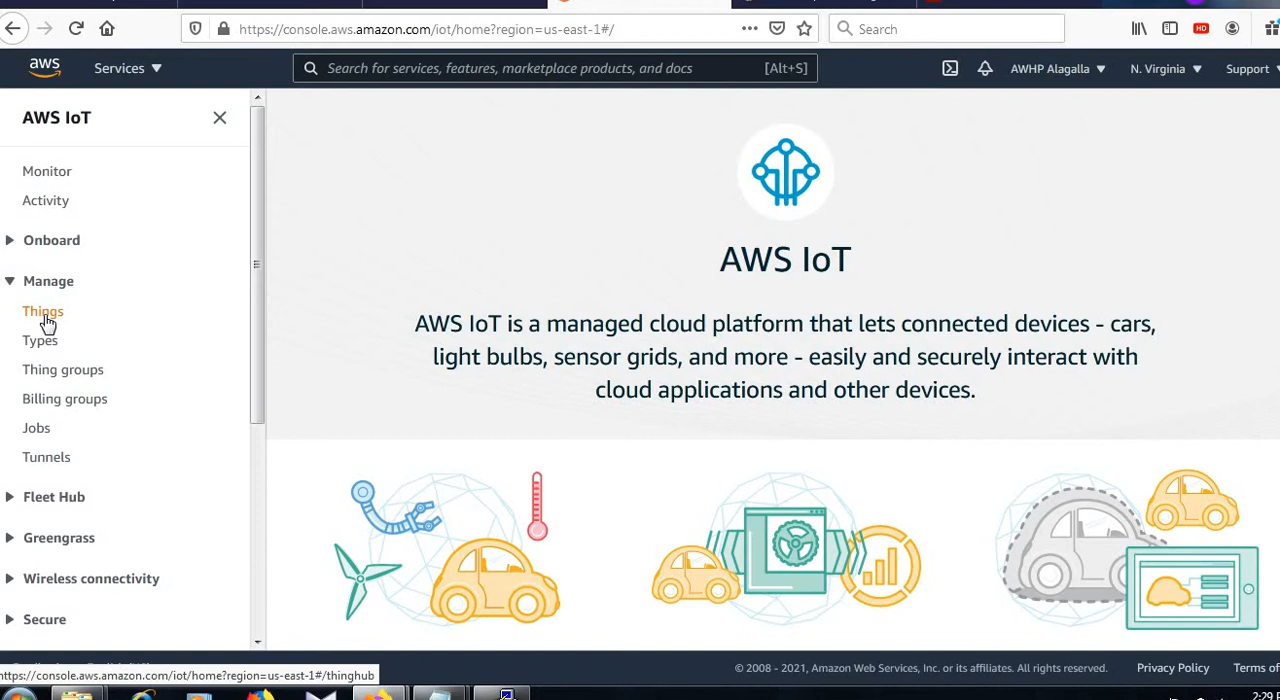 https://console.aws.amazon.com/iot/home?region=us-east-1#/
Search
HD
aws
Services
Search for services, features, marketplace products, and docs
[Alt+S]
AWHP Alagalla
N. Virginia
Support
AWS IoT
Monitor
Activity
Onboard
Manage
Things
Types
Thing groups
Billing groups
Jobs
Tunnels
Fleet Hub
Greengrass
Wireless connectivity
Secure
AWS IoT
AWS IoT is a managed cloud platform that lets connected devices - cars,
light bulbs, sensor grids, and more - easily and securely interact with
cloud applications and other devices.
https://console.aws.amazon.com/iot/home?region=us-east-1#/thinghub
© 2008 - 2021, Amazon Web Services, Inc. or its affiliates. All rights reserved.
Privacy Policy
Terms of
2:29